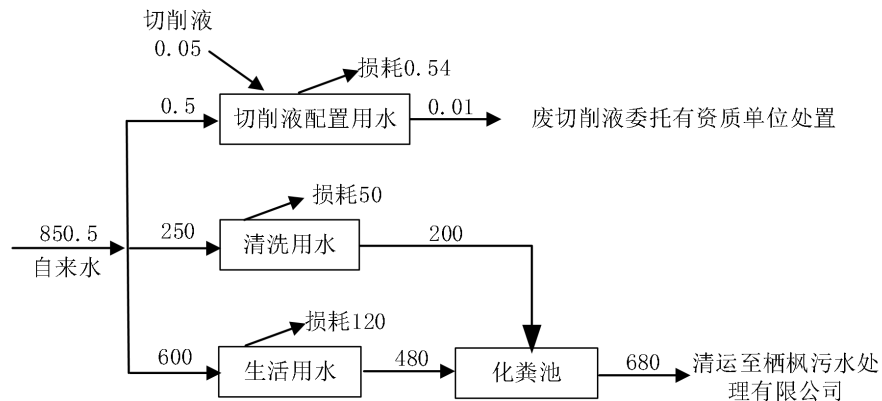 切削液
0.05
损耗0.54
0.5
切削液配置用水
0.01
废切削液委托有资质单位处置
损耗50
850.5
自来水
250
清洗用水
200
损耗120
600
生活用水
480
化粪池
680
清运至栖枫污水处
理有限公司